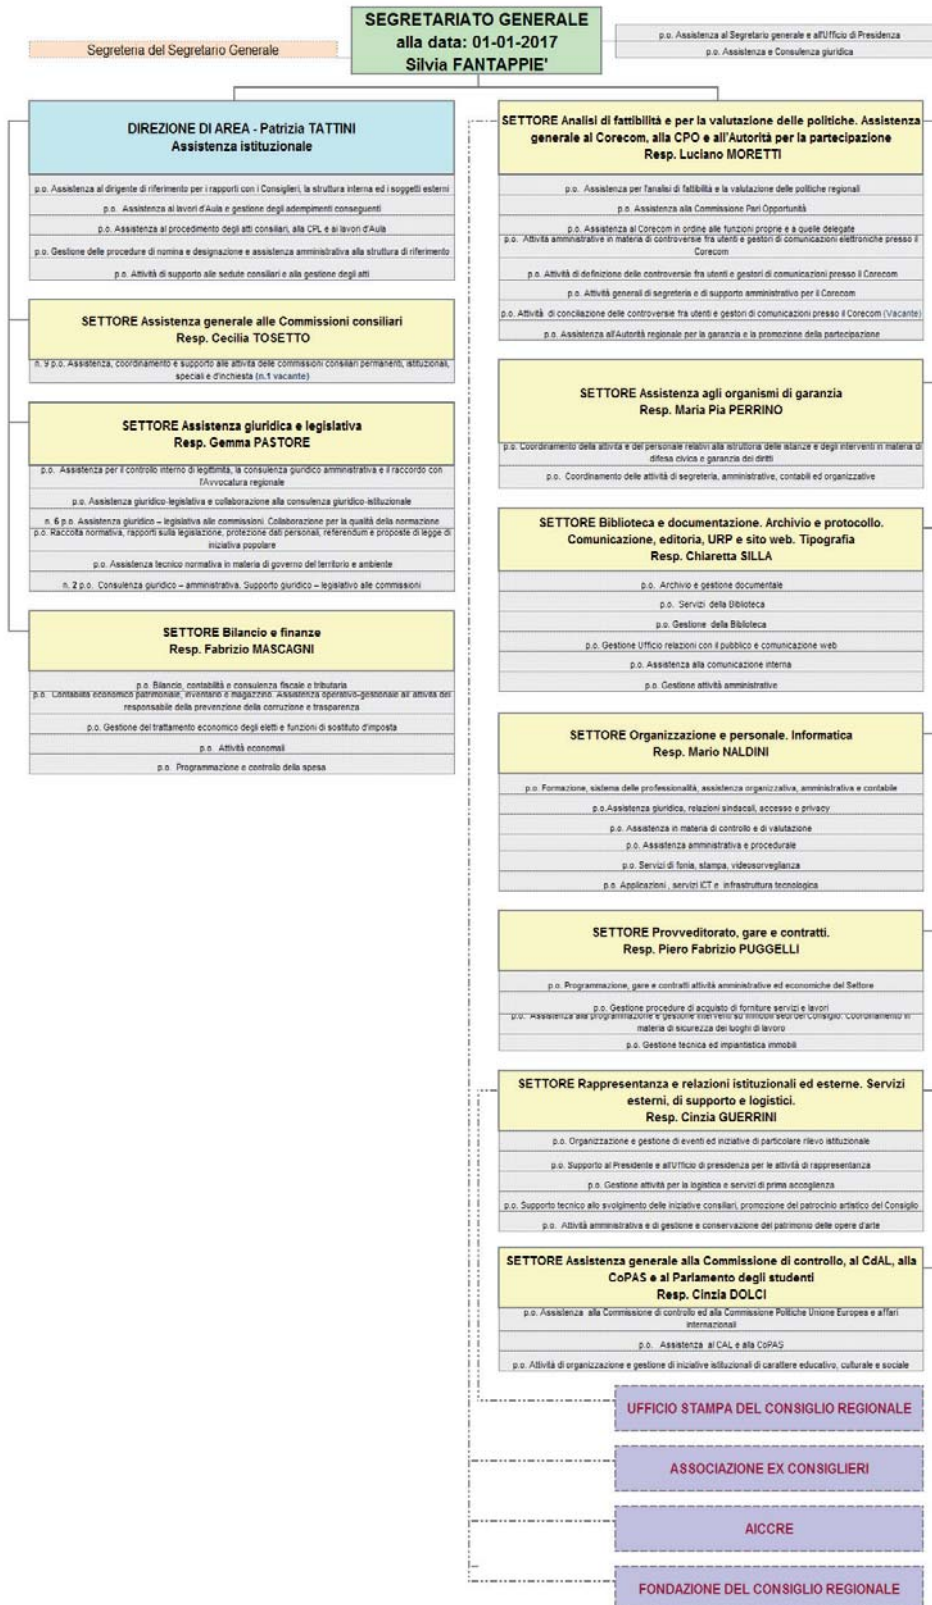 SEGRETARIATO GENERALE
alla data: 01-01-2017
Silvia FANTAPPIE'
Segreteria del Segretario Generale
p.o. Assistenza al Segretario generale e all'Ufficio di Presidenza
p.o. Assistenza e Consulenza giuridica
DIREZIONE DI AREA - Patrizia TATTINI
Assistenza istituzionale
p.o. Assistenza al dirigente di riferimento per i rapporti con i Consiglieri, la struttura interna ed i soggetti esterni
p.o. Assistenza ai lavori d'Aula e gestione degli adempimenti conseguenti
p.o. Assistenza al procedimento degli atti consiliari, alla CPL e ai lavori d'Aula
p.o. Gestione delle procedure di nomina e designazione e assistenza amministrativa alla struttura di riferimento
p.o. Attività di supporto alle sedute consiliari e alla gestione degli atti
SETTORE Assistenza generale alle Commissioni consiliari
Resp. Cecilia TOSETTO
n. 9 p.o. Assistenza, coordinamento e supporto alle attività delle commissioni consiliari permanenti, istituzionali,
speciali e d'inchiesta (n.1 vacante)
SETTORE Assistenza giuridica e legislativa
Resp. Gemma PASTORE
p.o. Assistenza per il controllo interno di legittimità, la consulenza giuridico amministrativa e il raccordo con
l'Avvocatura regionale
p.o. Assistenza giuridico-legislativa e collaborazione alla consulenza giuridico-istituzionale
n. 6 p.o. Assistenza giuridico – legislativa alle commissioni. Collaborazione per la qualità della normazione
p.o. Raccolta normativa, rapporti sulla legislazione, protezione dati personali, referendum e proposte di legge di
iniziativa popolare
p.o. Assistenza tecnico normativa in materia di governo del territorio e ambiente
n. 2 p.o. Consulenza giuridico – amministrativa. Supporto giuridico – legislativo alle commissioni
SETTORE Bilancio e finanze
Resp. Fabrizio MASCAGNI
p.o. Bilancio, contabilità e consulenza fiscale e tributaria
p.o. Contabilità economico patrimoniale, inventario e magazzino. Assistenza operativo-gestionale all'attività del
responsabile della prevenzione della corruzione e trasparenza
p.o. Gestione del trattamento economico degli eletti e funzioni di sostituto d'imposta
p.o. Attività economali
p.o. Programmazione e controllo della spesa
SETTORE Analisi di fattibilità e per la valutazione delle politiche. Assistenza
generale al Corecom, alla CPO e all'Autorità per la partecipazione
Resp. Luciano MORETTI
p.o. Assistenza per l'analisi di fattibilità e la valutazione delle politiche regionali
p.o. Assistenza alla Commissione Pari Opportunità
p.o. Assistenza al Corecom in ordine alle funzioni proprie e a quelle delegate
p.o. Attività amministrative in materia di controversie fra utenti e gestori di comunicazioni elettroniche presso il
Corecom
p.o. Attività di definizione delle controversie fra utenti e gestori di comunicazioni presso il Corecom
p.o. Attività generali di segreteria e di supporto amministrativo per il Corecom
p.o. Attività di conciliazione delle controversie fra utenti e gestori di comunicazioni presso il Corecom (Vacante)
p.o. Assistenza all'Autorità regionale per la garanzia e la promozione della partecipazione
SETTORE Assistenza agli organismi di garanzia
Resp. Maria Pia PERRINO
p.o. Coordinamento della attività e del personale relativi alla istruttoria delle istanze e degli interventi in materia di
difesa civica e garanzia dei diritti
p.o. Coordinamento delle attività di segreteria, amministrative, contabili ed organizzative
SETTORE Biblioteca e documentazione. Archivio e protocollo.
Comunicazione, editoria, URP e sito web. Tipografia
Resp. Chiaretta SILLA
p.o. Archivio e gestione documentale
p.o. Servizi della Biblioteca
p.o. Gestione della Biblioteca
p.o. Gestione Ufficio relazioni con il pubblico e comunicazione web
p.o. Assistenza alla comunicazione interna
p.o. Gestione attività amministrative
SETTORE Organizzazione e personale. Informatica
Resp. Mario NALDINI
p.o. Formazione, sistema delle professionalità, assistenza organizzativa, amministrativa e contabile
p.o.Assistenza giuridica, relazioni sindacali, accesso e privacy
p.o. Assistenza in materia di controllo e di valutazione
p.o. Assistenza amministrativa e procedurale
p.o. Servizi di fonia, stampa, videosorveglianza
p.o. Applicazioni , servizi ICT e infrastruttura tecnologica
SETTORE Provveditorato, gare e contratti.
Resp. Piero Fabrizio PUGGELLI
p.o. Programmazione, gare e contratti attività amministrative ed economiche del Settore
p.o. Gestione procedure di acquisto di forniture servizi e lavori
p.o. Assistenza alla programmazione e gestione interventi su immobili sedi del Consiglio. Coordinamento in
materia di sicurezza dei luoghi di lavoro
p.o. Gestione tecnica ed impiantistica immobili
SETTORE Rappresentanza e relazioni istituzionali ed esterne. Servizi
esterni, di supporto e logistici.
Resp. Cinzia GUERRINI
p.o. Organizzazione e gestione di eventi ed iniziative di particolare rilevo istituzionale
p.o. Supporto al Presidente e all'Ufficio di presidenza per le attività di rappresentanza
p.o. Gestione attività per la logistica e servizi di prima accoglienza
p.o. Supporto tecnico allo svolgimento delle iniziative consiliari, promozione del patrocinio artistico del Consiglio
p.o. Attività amministrativa e di gestione e conservazione del patrimonio delle opere d'arte
SETTORE Assistenza generale alla Commissione di controllo, al CdAL, alla
CoPAS e al Parlamento degli studenti
Resp. Cinzia DOLCI
p.o. Assistenza alla Commissione di controllo ed alla Commissione Politiche Unione Europea e affari
internazionali
p.o. Assistenza al CAL e alla CoPAS
p.o. Attività di organizzazione e gestione di iniziative istituzionali di carattere educativo, culturale e sociale
UFFICIO STAMPA DEL CONSIGLIO REGIONALE
ASSOCIAZIONE EX CONSIGLIERI
AICCRE
FONDAZIONE DEL CONSIGLIO REGIONALE